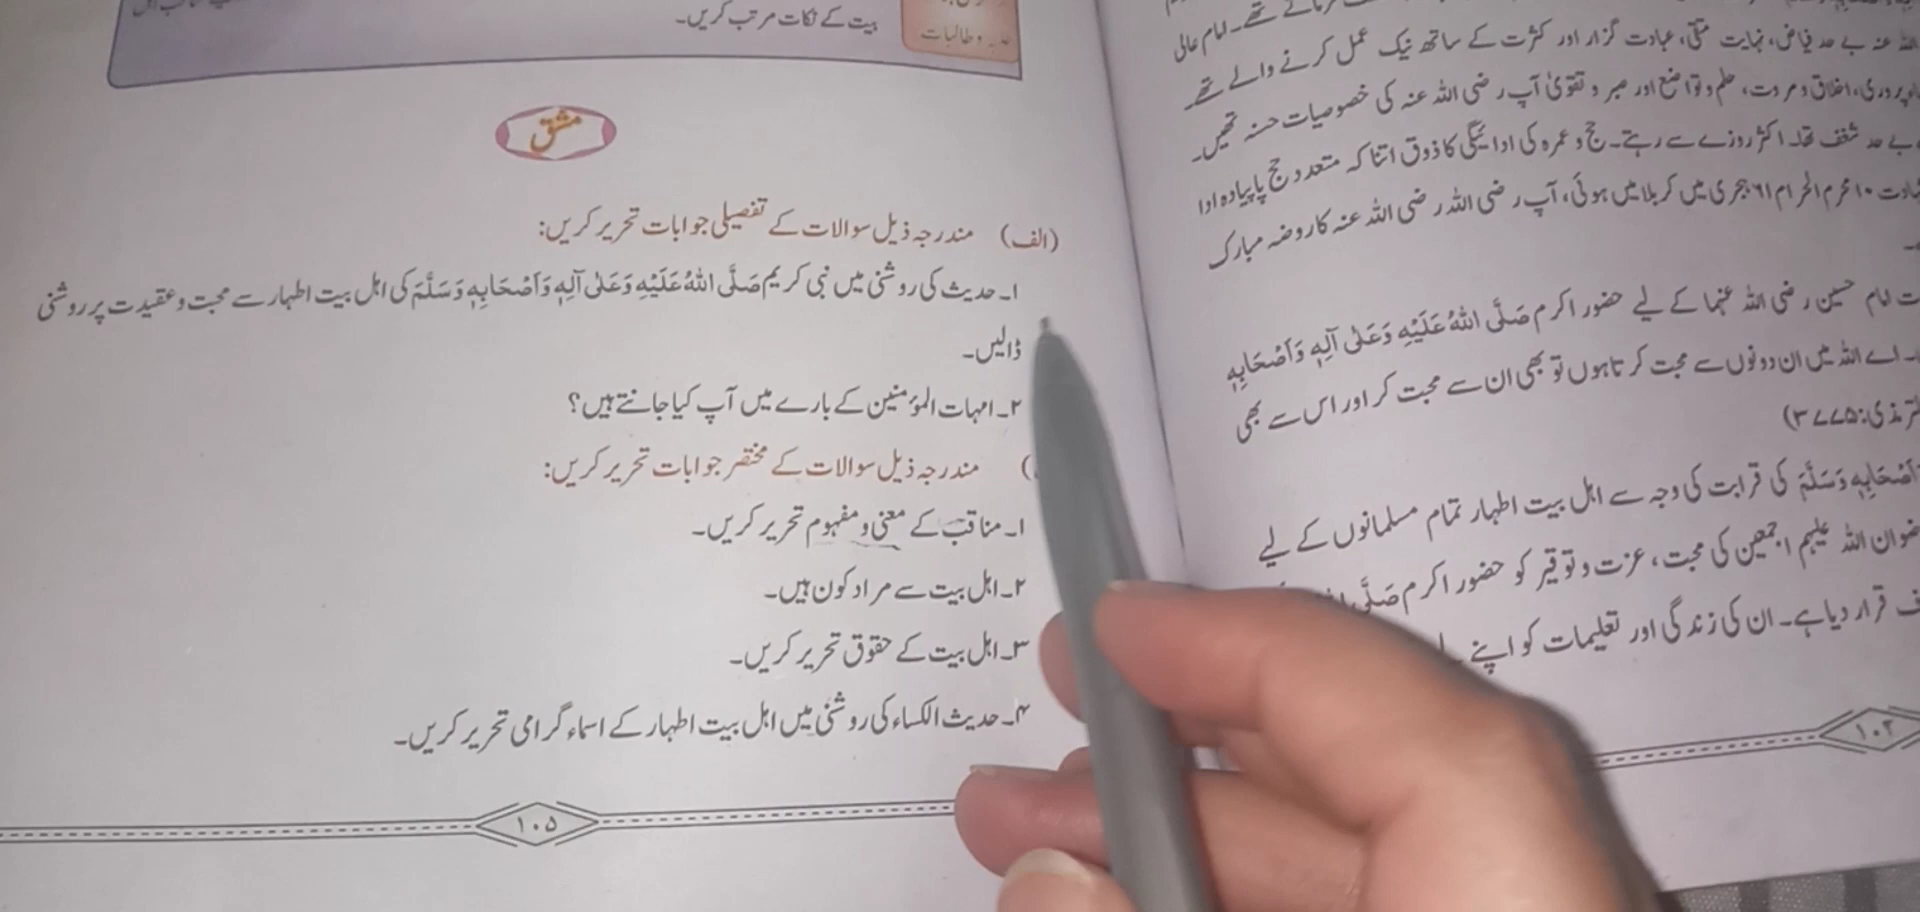 بیت کے نکات مرتب کریں۔
مشق
(الف) مندرجہ ذیل سوالات کے تفصیلی جوابات تحریر کریں:
۱۔ حدیث کی روشنی میں نبی کریم صَلَّی اللہُ عَلَیْہِ وَعَلٰی آلِہٖ وَاَصْحَابِہٖ وَسَلَّمَ کی اہل بیت اطہار سے محبت و عقیدت پر روشنی
ڈالیں۔
۲۔ امہات المؤمنین کے بارے میں آپ کیا جانتے ہیں؟
) مندرجہ ذیل سوالات کے مختصر جوابات تحریر کریں:
۱۔ مناقب کے معنی و مفہوم تحریر کریں۔
۲۔ اہل بیت سے مراد کون ہیں۔
۳۔ اہل بیت کے حقوق تحریر کریں۔
۴۔ حدیث الکساء کی روشنی میں اہل بیت اطہار کے اسماء گرامی تحریر کریں۔
۱۰۵
امام عالی
اللہ عنہ بے حد فیاض، نہایت متقی، عبادت گزار اور کثرت کے ساتھ نیک عمل کرنے والے تھے۔
پروری، اخلاق و مروت، حلم و تواضع اور صبر و تقویٰ آپ رضی اللہ عنہ کی خصوصیات حسنہ تھیں۔
بے حد شغف تھا۔ اکثر روزے سے رہتے۔ حج و عمرہ کی ادائیگی کا ذوق اتنا کہ متعدد حج پاپیادہ ادا
۱۰ محرم الحرام ۶۱ ہجری میں کربلا میں ہوئی، آپ رضی اللہ رضی اللہ عنہ کا روضہ مبارک
امام حسین رضی اللہ عنہما کے لیے حضور اکرم صَلَّی اللہُ عَلَیْہِ وَعَلٰی آلِہٖ وَاَصْحَابِہٖ
۔ اے اللہ میں ان دونوں سے محبت کرتا ہوں تو بھی ان سے محبت کر اور اس سے بھی
ترمذی: ۳۷۷۵)
اَصْحَابِہٖ وَسَلَّمَ کی قرابت کی وجہ سے اہل بیت اطہار تمام مسلمانوں کے لیے
اللہ علیہم اجمعین کی محبت، عزت و توقیر کو حضور اکرم
قرار دیا ہے۔ ان کی زندگی اور تعلیمات کو اپنے